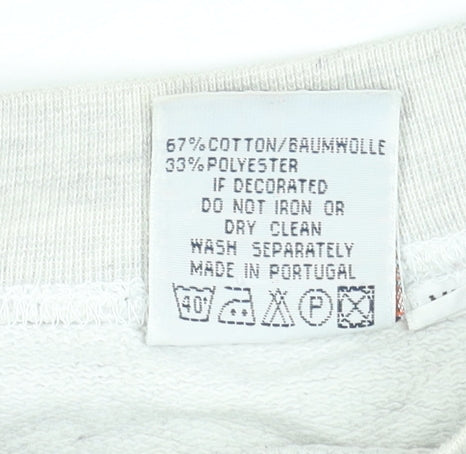 67% COTTON/BAUMWOLLE
33% POLYESTER
IF DECORATED
DO NOT IRON OR
DRY CLEAN
WASH SEPARATELY
MADE IN PORTUGAL
40° P